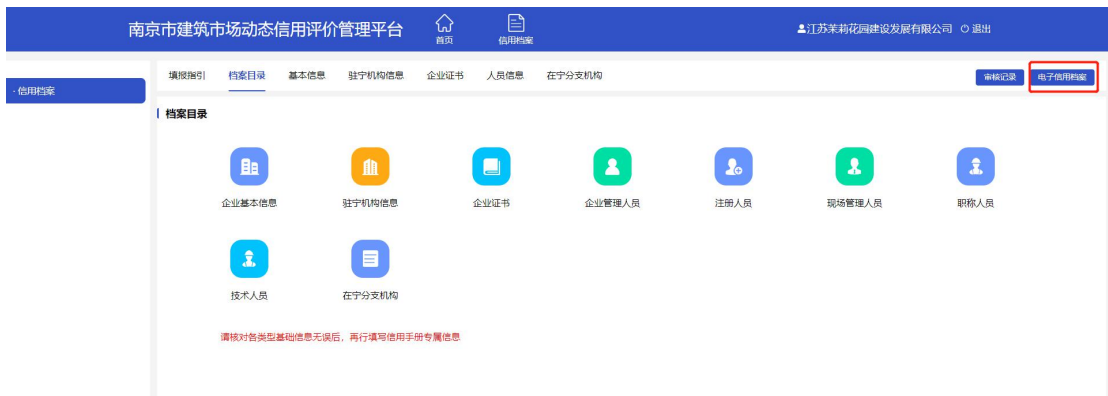 南京市建筑市场动态信用评价管理平台
首页
信用档案
江苏茉莉花园建设发展有限公司 退出
· 信用档案
填报指引 档案目录 基本信息 驻宁机构信息 企业证书 人员信息 在宁分支机构 审核记录 电子信用档案
档案目录
企业基本信息 驻宁机构信息 企业证书 企业管理人员 注册人员 现场管理人员 职称人员
技术人员 在宁分支机构
请核对各类型基础信息无误后，再行填写信用手册专属信息